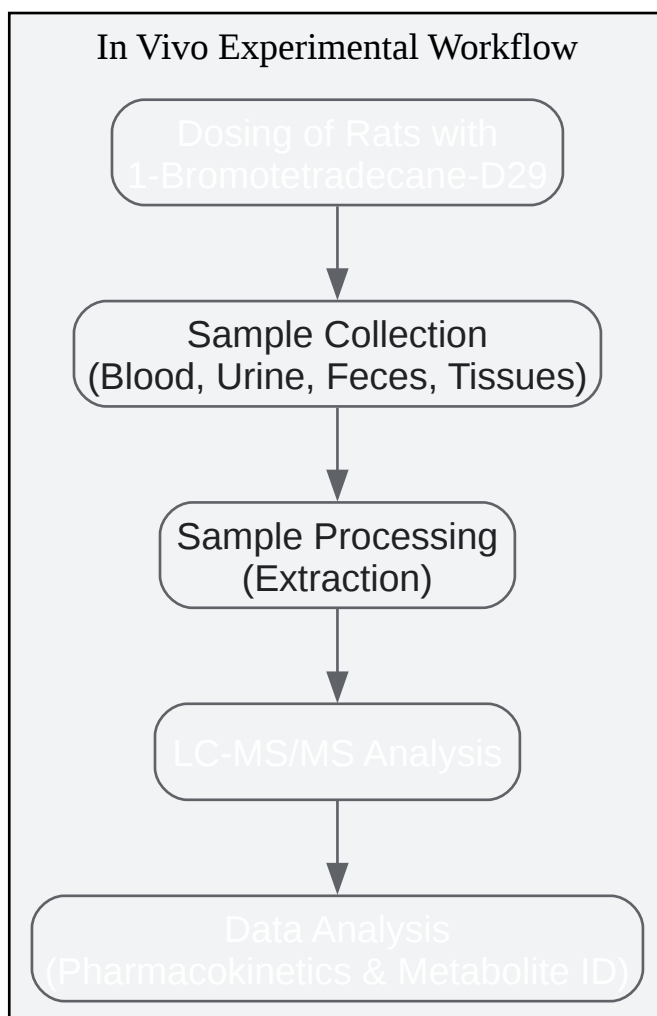 In Vivo Experimental Workflow
Dosing of Rats with
1-Bromotetradecane-D29
Sample Collection
(Blood, Urine, Feces, Tissues)
Sample Processing
(Extraction)
LC-MS/MS Analysis
Data Analysis
(Pharmacokinetics & Metabolite ID)